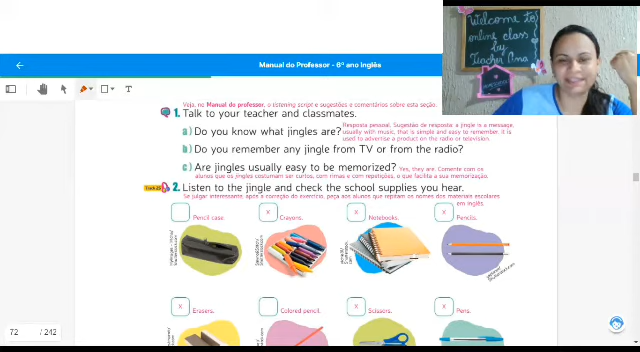 Welcome to
online class
by
Teacher Ana
Manual do Professor - 6º ano Inglês
T
Veja, no Manual do professor, o listening script e sugestões e comentários sobre esta seção.
1. Talk to your teacher and classmates.
a) Do you know what jingles are? Resposta pessoal. Sugestão de resposta: a jingle is a message,
usually with music, that is simple and easy to remember. It is
used to advertise a product on the radio or television.
b) Do you remember any jingle from TV or from the radio?
c) Are jingles usually easy to be memorized? Yes, they are. Comente com os
alunos que os jingles costumam ser curtos, com rimas e com repetições, o que facilita a sua memorização.
Track 25 2. Listen to the jingle and check the school supplies you hear.
Se julgar interessante, após a correção do exercício, peça aos alunos que repitam os nomes dos materiais escolares
em inglês.
Pencil case. x Crayons. x Notebooks. x Pencils.
x Erasers. x Colored pencil. x Scissors. x Pens.
72 / 242